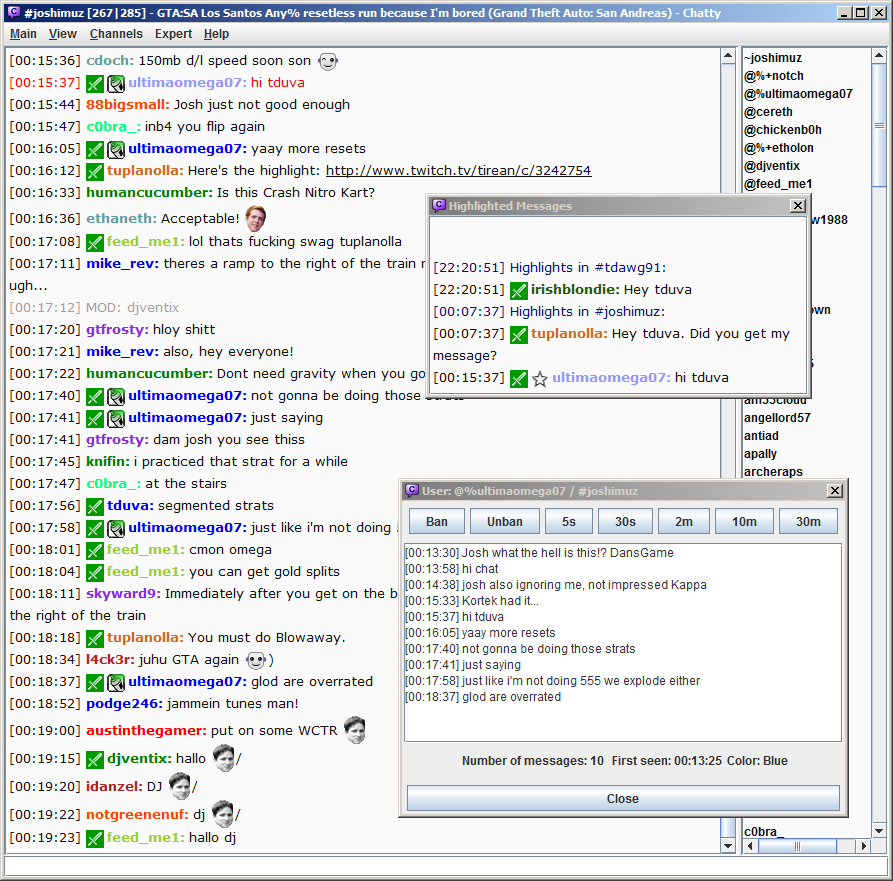 #joshimuz [267|285] - GTA:SA Los Santos Any% resetless run because I'm bored (Grand Theft Auto: San Andreas) - Chatty
Main View Channels Expert Help
[00:15:36] cdoch: 150mb d/l speed soon son
[00:15:37] ultimaomega07: hi tduva
[00:15:44] 88bigsmall: Josh just not good enough
[00:15:47] c0bra_: inb4 you flip again
[00:16:05] ultimaomega07: yaay more resets
[00:16:12] tuplanolla: Here's the highlight: http://www.twitch.tv/tirean/c/3242754
[00:16:33] humancucumber: Is this Crash Nitro Kart?
[00:16:36] ethaneth: Acceptable!
[00:17:08] feed_me1: lol thats fucking swag tuplanolla
[00:17:11] mike_rev: theres a ramp to the right of the train
ugh...
[00:17:12] MOD: djventix
[00:17:20] gtfrosty: hloy shitt
[00:17:21] mike_rev: also, hey everyone!
[00:17:22] humancucumber: Dont need gravity when you go
[00:17:40] ultimaomega07: not gonna be doing those strats
[00:17:41] ultimaomega07: just saying
[00:17:41] gtfrosty: dam josh you see thiss
[00:17:45] knifin: i practiced that strat for a while
[00:17:47] c0bra_: at the stairs
[00:17:56] tduva: segmented strats
[00:17:58] ultimaomega07: just like i'm not doing
[00:18:01] feed_me1: cmon omega
[00:18:04] feed_me1: you can get gold splits
[00:18:11] skyward9: Immediately after you get on the b
the right of the train
[00:18:18] tuplanolla: You must do Blowaway.
[00:18:34] l4ck3r: juhu GTA again )
[00:18:37] ultimaomega07: glod are overrated
[00:18:52] podge246: jammein tunes man!
[00:19:00] austinthegamer: put on some WCTR
[00:19:15] djventix: hallo /
[00:19:20] idanzel: DJ /
[00:19:22] notgreenenuf: dj /
[00:19:23] feed_me1: hallo dj
~joshimuz
@%+notch
@%ultimaomega07
@cereth
@chickenb0h
@%+etholon
@djventix
@feed_me1
w1988
own
am53cloud
angellord57
antiad
apally
archeraps
c0bra_
Highlighted Messages
[22:20:51] Highlights in #tdawg91:
[22:20:51] irishblondie: Hey tduva
[00:07:37] Highlights in #joshimuz:
[00:07:37] tuplanolla: Hey tduva. Did you get my
message?
[00:15:37] ultimaomega07: hi tduva
User: @%ultimaomega07 / #joshimuz
Ban Unban 5s 30s 2m 10m 30m
[00:13:30] Josh what the hell is this!? DansGame
[00:13:58] hi chat
[00:14:38] josh also ignoring me, not impressed Kappa
[00:15:33] Kortek had it...
[00:15:37] hi tduva
[00:16:05] yaay more resets
[00:17:40] not gonna be doing those strats
[00:17:41] just saying
[00:17:58] just like i'm not doing 555 we explode either
[00:18:37] glod are overrated
Number of messages: 10 First seen: 00:13:25 Color: Blue
Close